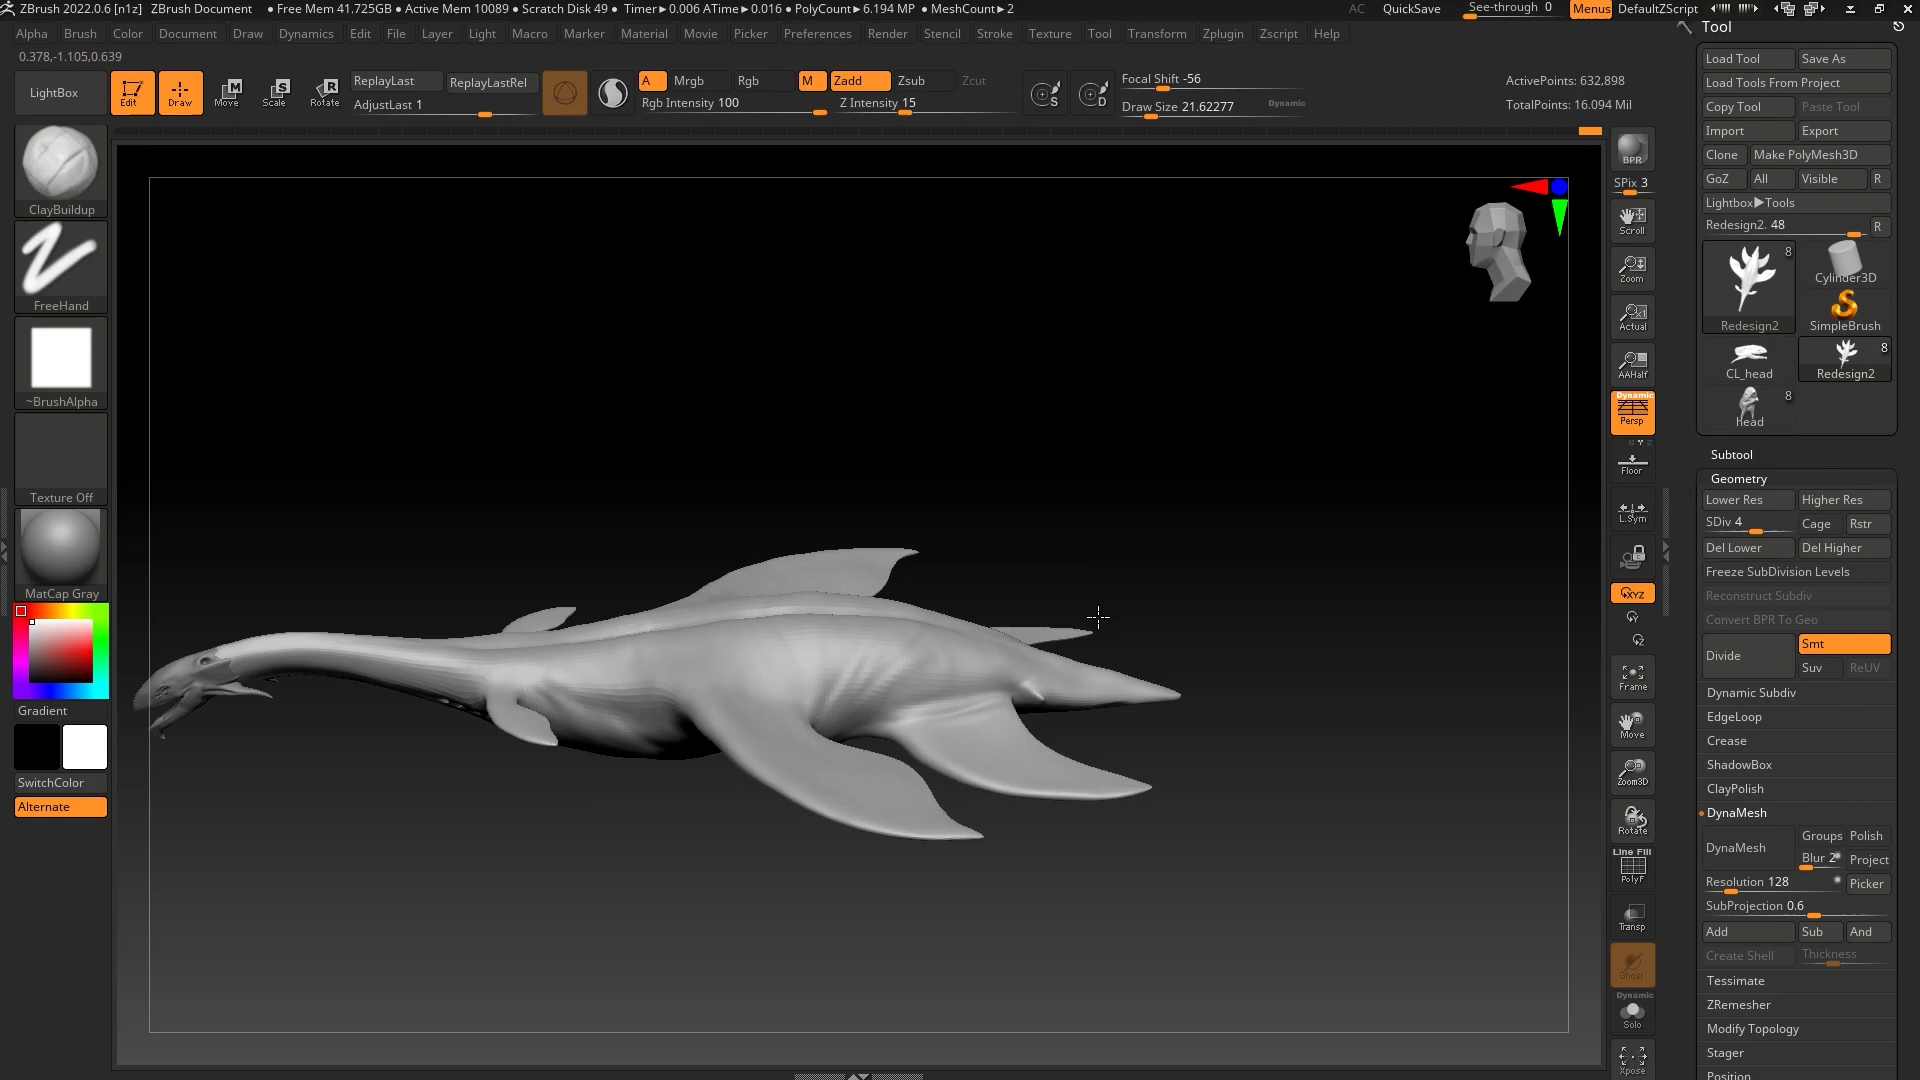 ZBrush 2022.0.6 [n1z] ZBrush Document • Free Mem 41.725GB • Active Mem 10089 • Scratch Disk 49 • Timer►0.006 ATime►0.016 • PolyCount►6.194 MP • MeshCount►2 AC QuickSave See-through 0 Menus DefaultZScript
Alpha Brush Color Document Draw Dynamics Edit File Layer Light Macro Marker Material Movie Picker Preferences Render Stencil Stroke Texture Tool Transform Zplugin Zscript Help
0.378,-1.105,0.639
LightBox
Edit
Draw
Move
Scale
Rotate
ReplayLast
ReplayLastRel
AdjustLast 1
A
Mrgb
Rgb
M
Zadd
Zsub
Zcut
Rgb Intensity 100
Z Intensity 15
S
D
Focal Shift -56
Draw Size 21.62277
Dynamic
ActivePoints: 632,898
TotalPoints: 16.094 Mil
ClayBuildup
FreeHand
~BrushAlpha
Texture Off
MatCap Gray
Gradient
SwitchColor
Alternate
BPR
SPix 3
Scroll
Zoom
Actual
AAHalf
Dynamic
Persp
Floor
L.Sym
XYZ
Y
Z
Frame
Move
Zoom3D
Rotate
Line Fill
PolyF
Transp
Ghost
Dynamic
Solo
Xpose
Tool
Load Tool
Save As
Load Tools From Project
Copy Tool
Paste Tool
Import
Export
Clone
Make PolyMesh3D
GoZ
All
Visible
R
Lightbox►Tools
Redesign2. 48
R
8
Redesign2
Cylinder3D
SimpleBrush
CL_head
8
Redesign2
8
head
Subtool
Geometry
Lower Res
Higher Res
SDiv 4
Cage
Rstr
Del Lower
Del Higher
Freeze SubDivision Levels
Reconstruct Subdiv
Convert BPR To Geo
Divide
Smt
Suv
ReUV
Dynamic Subdiv
EdgeLoop
Crease
ShadowBox
ClayPolish
DynaMesh
DynaMesh
Groups
Polish
Blur 2
Project
Resolution 128
Picker
SubProjection 0.6
Add
Sub
And
Create Shell
Thickness
Tessimate
ZRemesher
Modify Topology
Stager
Position